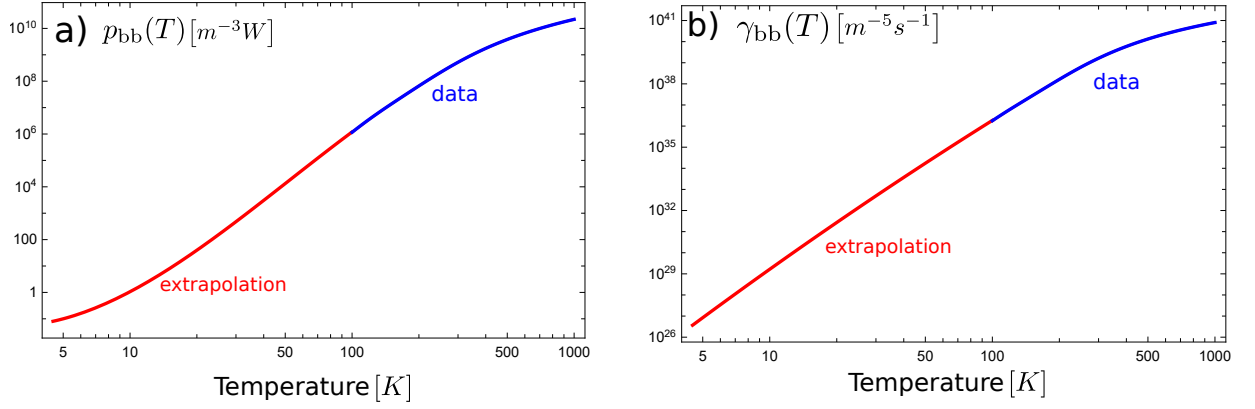 a) p_bb(T) [m^−3 W]
10^10
10^8
10^6
10^4
100
1
data
extrapolation
5 10 50 100 500 1000
Temperature [K]
b) γ_bb(T) [m^−5 s^−1]
10^41
10^38
10^35
10^32
10^29
10^26
data
extrapolation
5 10 50 100 500 1000
Temperature [K]